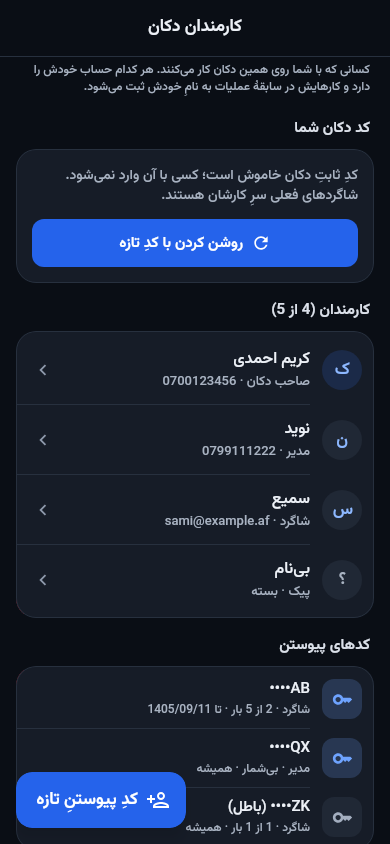 کارمندان دکان
کسانی که با شما روی همین دکان کار می‌کنند. هر کدام حساب خودش را
دارد و کارهایش در سابقهٔ عملیات به نامِ خودش ثبت می‌شود.
کد دکان شما
کدِ ثابتِ دکان خاموش است؛ کسی با آن وارد نمی‌شود.
شاگردهای فعلی سرِ کارشان هستند.
روشن کردن با کدِ تازه
کارمندان (4 از 5)
ک
کریم احمدی
صاحب دکان · 0700123456
ن
نوید
مدیر · 0799111222
س
سمیع
شاگرد · sami@example.af
؟
بی‌نام
پیک · بسته
کدهای پیوستن
••••AB
شاگرد · 2 از 5 بار · تا 1405/09/11
••••QX
مدیر · بی‌شمار · همیشه
••••ZK (باطل)
شاگرد · 1 از 1 بار · همیشه
کدِ پیوستنِ تازه